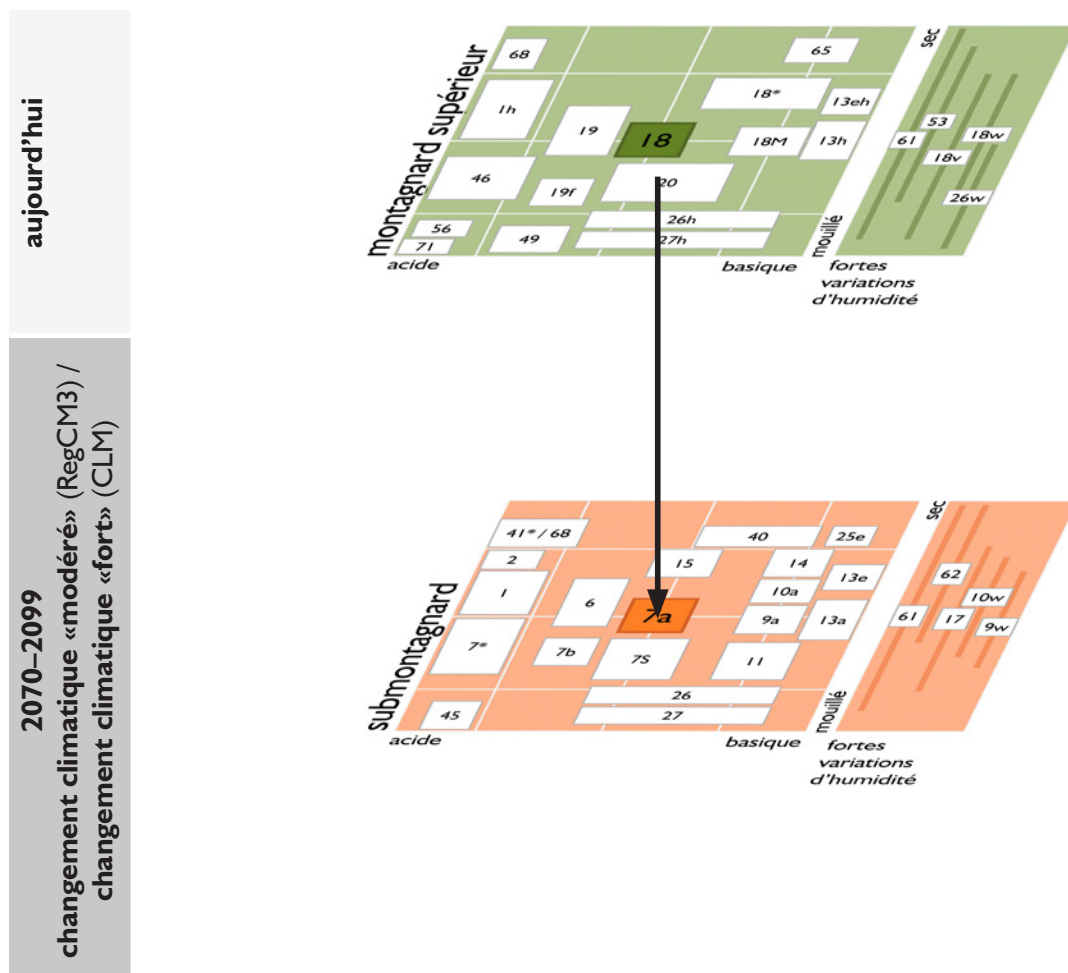 aujourd'hui
montagnard supérieur
68
65
sec
1h
18*
13eh
19
53
18
18M
13h
61
18w
18v
46
19f
20
26w
56
26h
71
49
27h
mouillé
acide
basique
fortes
variations
d'humidité
2070–2099
changement climatique «modéré» (RegCM3) /
changement climatique «fort» (CLM)
submontagnard
41* / 68
40
25e
sec
2
15
14
13e
62
1
6
10a
10w
7a
9a
13a
61
17
9w
7*
7b
7S
11
26
45
27
mouillé
acide
basique
fortes
variations
d'humidité